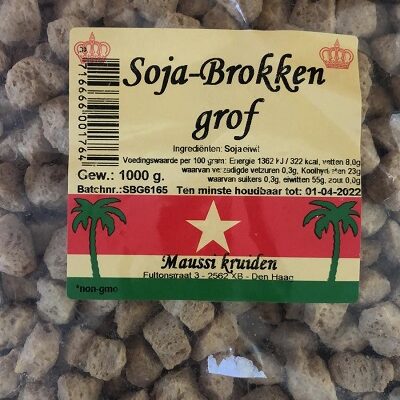 Soja-Brokken
grof
Ingrediënten: Sojaeiwit
Voedingswaarde per 100 gram: Energie 1362 kJ / 322 kcal, vetten 8,0g
waarvan verzadigde vetzuren 0,3g, Koolhydraten 23g
waarvan suikers 0,3g, eiwitten 55g, zout 0,0g
Gew.: 1000 g.
Batchnr.:SBG6165 Ten minste houdbaar tot: 01-04-2022
Maussi kruiden
Fultonstraat 3 - 2562 XB - Den Haag
*non-gmo